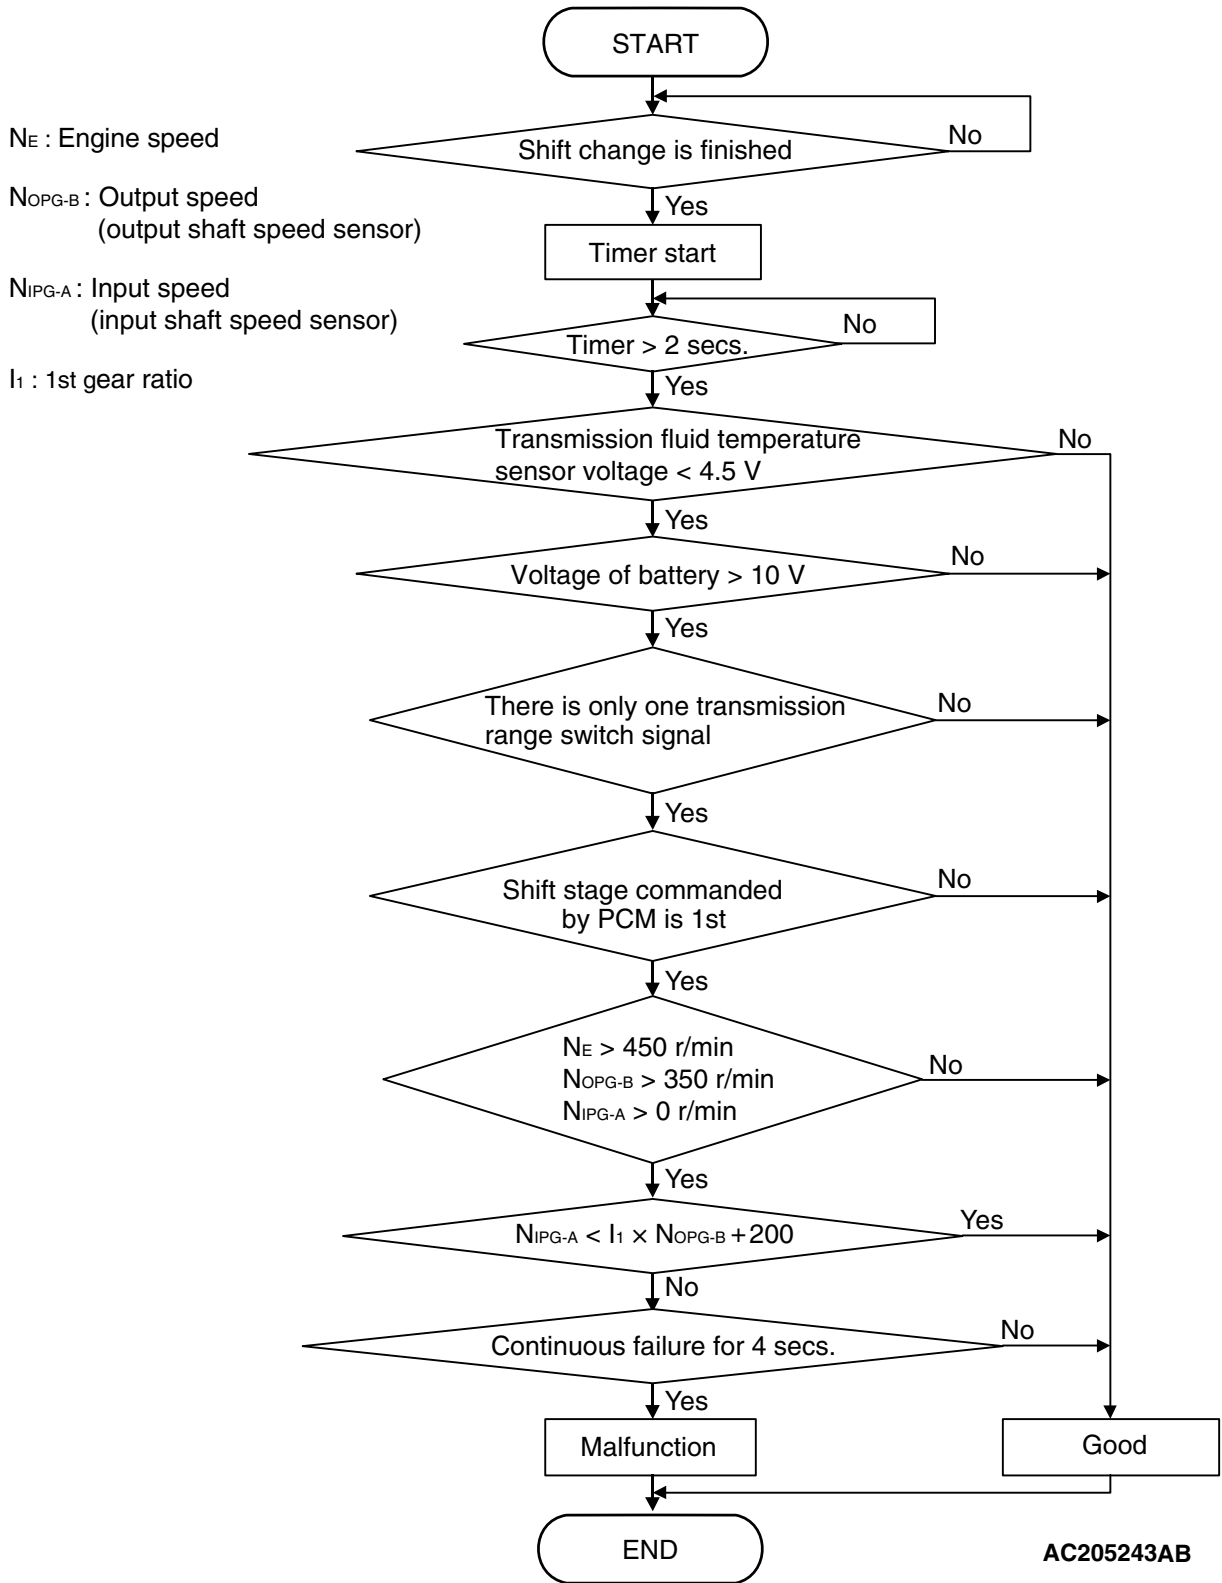 START
Shift change is finished
No
NE : Engine speed
NOPG-B : Output speed
(output shaft speed sensor)
NIPG-A : Input speed
(input shaft speed sensor)
I1 : 1st gear ratio
Yes
Timer start
No
Timer > 2 secs.
Yes
Transmission fluid temperature
sensor voltage < 4.5 V
No
Yes
Voltage of battery > 10 V
No
Yes
There is only one transmission
range switch signal
No
Yes
Shift stage commanded
by PCM is 1st
No
Yes
NE > 450 r/min
NOPG-B > 350 r/min
NIPG-A > 0 r/min
No
Yes
NIPG-A < I1 × NOPG-B +200
Yes
No
Continuous failure for 4 secs.
No
Yes
Malfunction
Good
END
AC205243AB